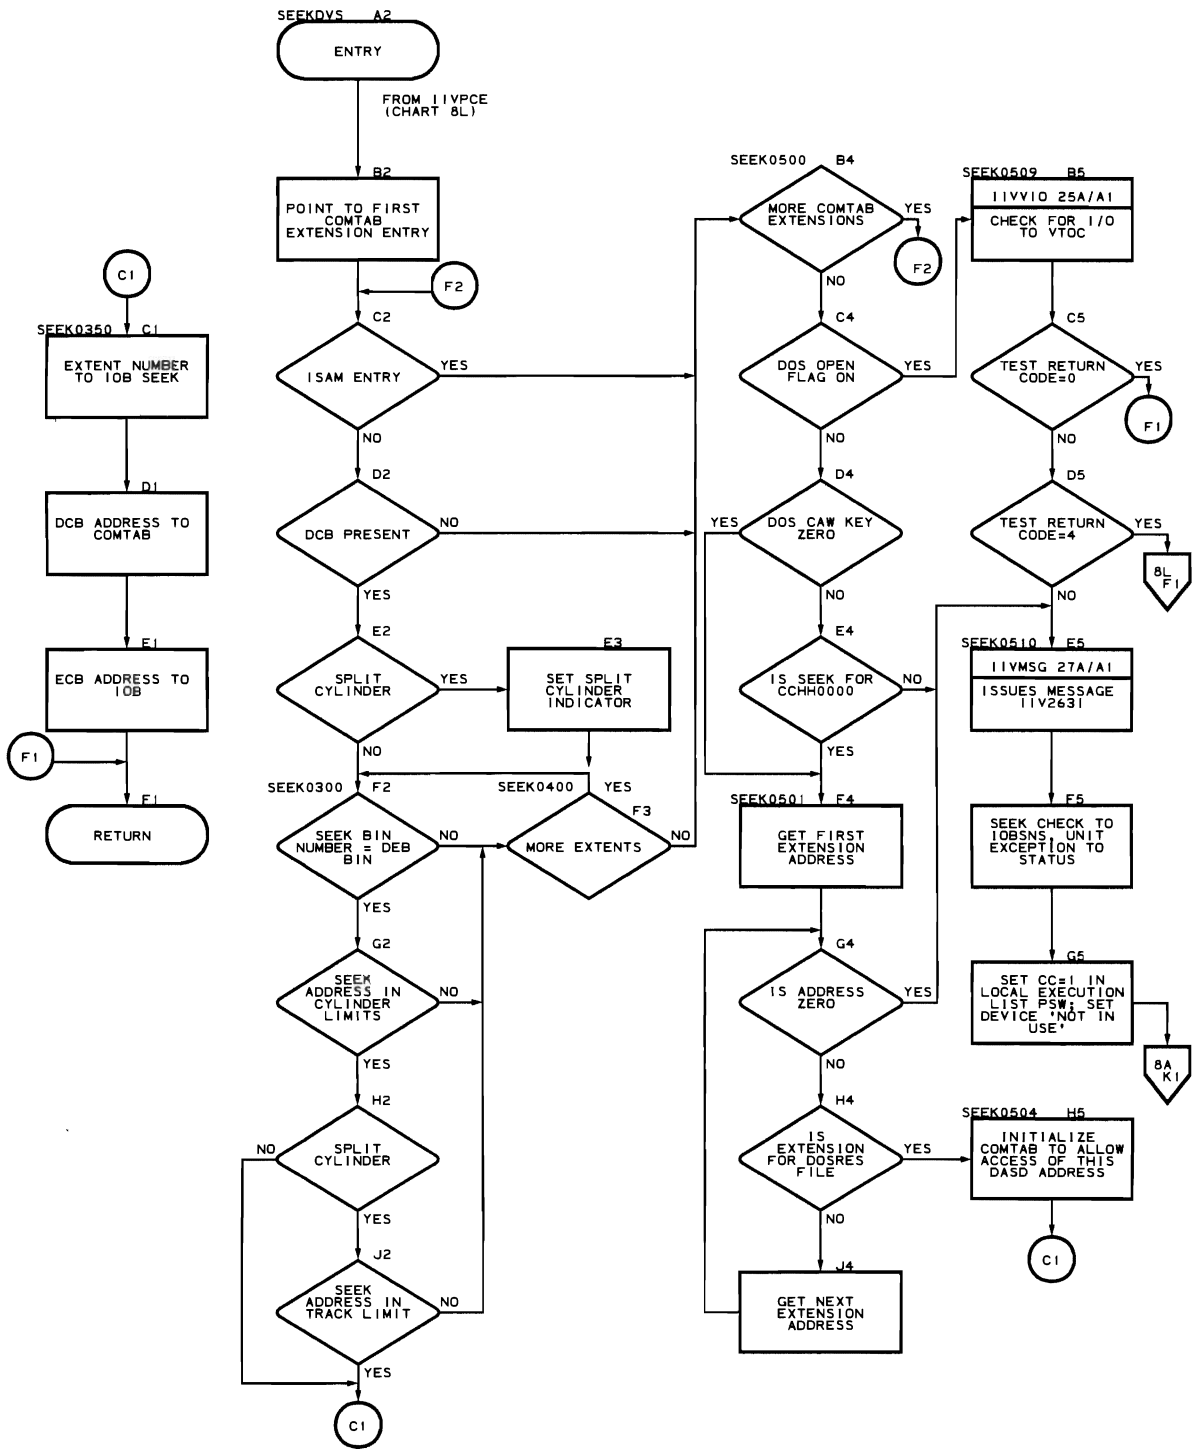 SEEKDVS A2
ENTRY
FROM IIVPCE
(CHART 8L)
B2
POINT TO FIRST
COMTAB
EXTENSION ENTRY
F2
C2
ISAM ENTRY
YES
NO
D2
DCB PRESENT
NO
YES
E2
SPLIT
CYLINDER
YES
NO
E3
SET SPLIT
CYLINDER
INDICATOR
SEEK0300 F2
SEEK BIN
NUMBER = DEB
BIN
NO
YES
SEEK0400 YES
F3
MORE EXTENTS
NO
G2
SEEK
ADDRESS IN
CYLINDER
LIMITS
NO
YES
H2
SPLIT
CYLINDER
NO
YES
J2
SEEK
ADDRESS IN
TRACK LIMIT
NO
YES
C1
C1
SEEK0350 C1
EXTENT NUMBER
TO IOB SEEK
D1
DCB ADDRESS TO
COMTAB
E1
ECB ADDRESS TO
IOB
F1
F1
RETURN
SEEK0500 B4
MORE COMTAB
EXTENSIONS
YES
F2
NO
C4
DOS OPEN
FLAG ON
YES
NO
D4
YES
DOS CAW KEY
ZERO
NO
E4
IS SEEK FOR
CCHH0000
NO
YES
SEEK0501 F4
GET FIRST
EXTENSION
ADDRESS
G4
IS ADDRESS
ZERO
YES
NO
H4
IS
EXTENSION
FOR DOSRES
FILE
YES
NO
J4
GET NEXT
EXTENSION
ADDRESS
SEEK0509 B5
IIVVIO 25A/A1
CHECK FOR I/O
TO VTOC
C5
TEST RETURN
CODE=0
YES
F1
NO
D5
TEST RETURN
CODE=4
YES
8L
F1
NO
SEEK0510 E5
IIVMSG 27A/A1
ISSUES MESSAGE
IIV263I
F5
SEEK CHECK TO
IOBSNS, UNIT
EXCEPTION TO
STATUS
G5
SET CC=1 IN
LOCAL EXECUTION
LIST PSW; SET
DEVICE 'NOT IN
USE'
8A
K1
SEEK0504 H5
INITIALIZE
COMTAB TO ALLOW
ACCESS OF THIS
DASD ADDRESS
C1